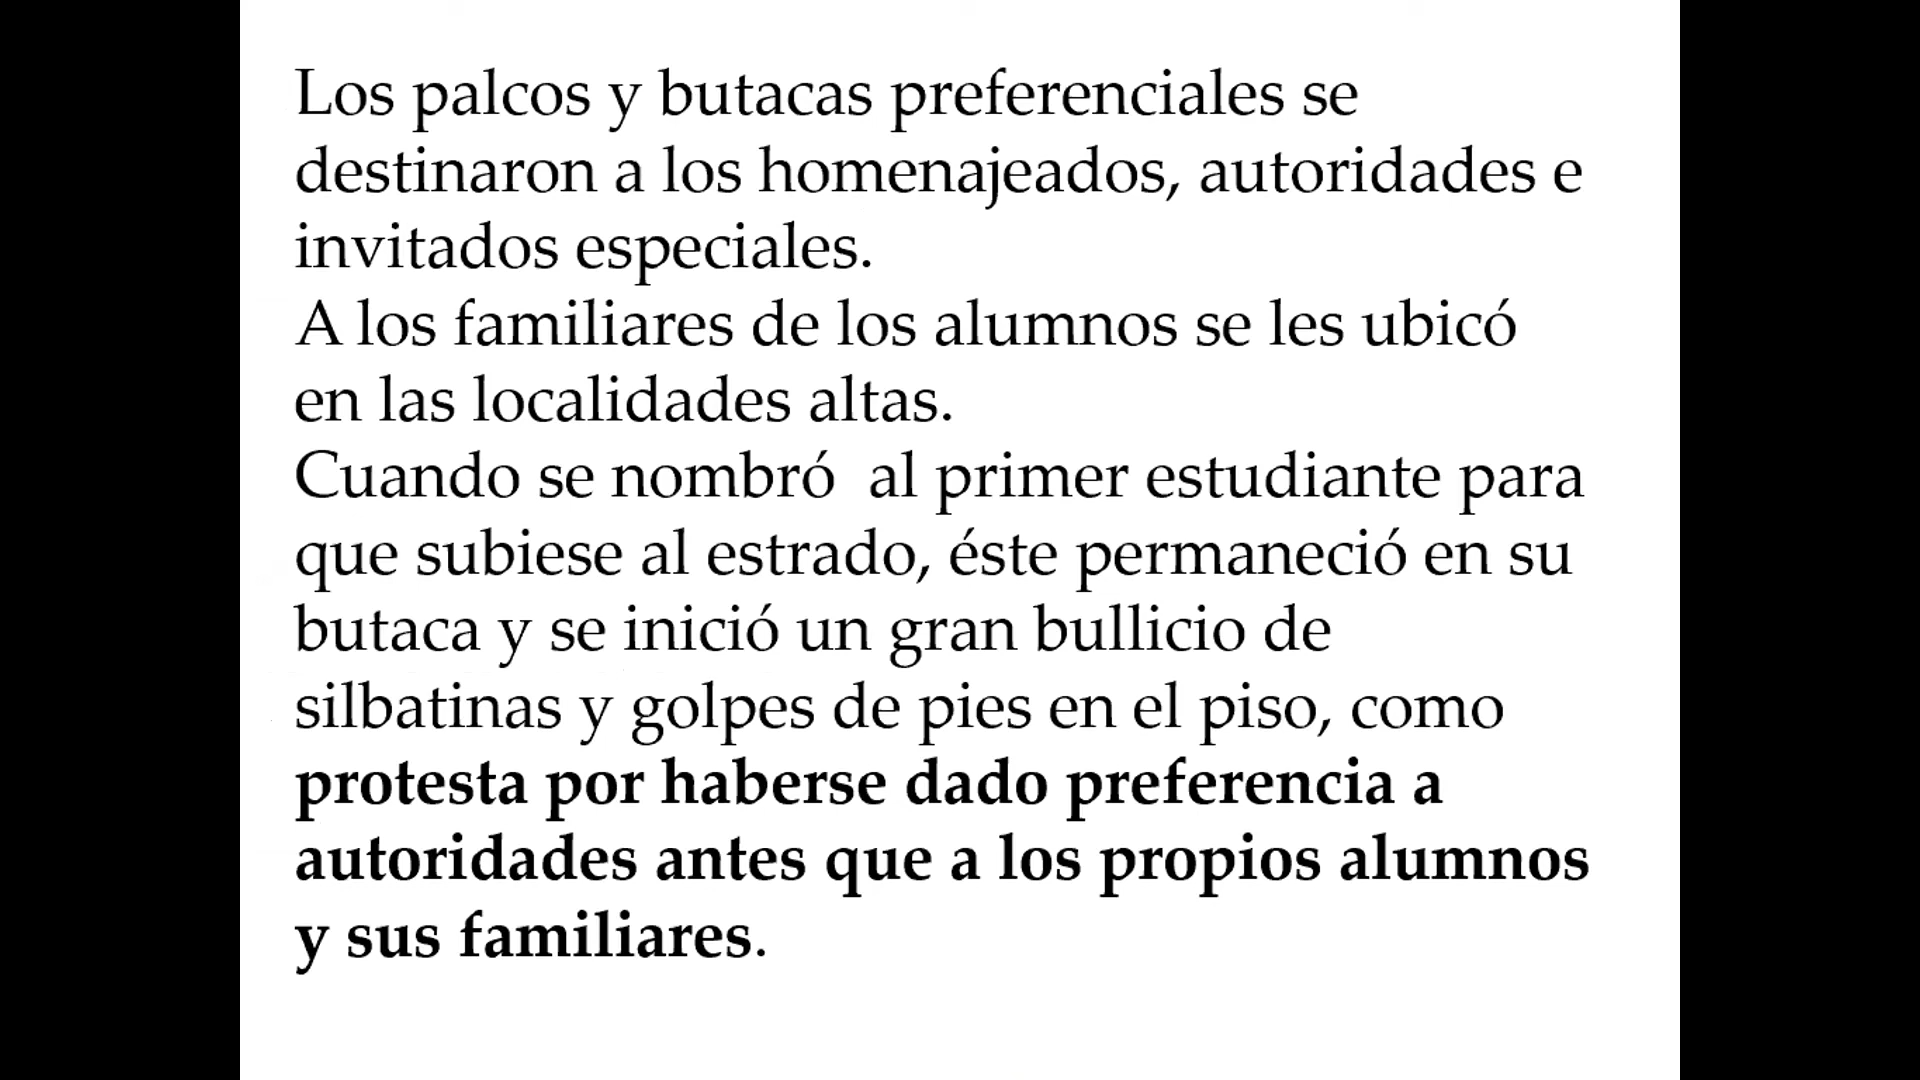 Los palcos y butacas preferenciales se
destinaron a los homenajeados, autoridades e
invitados especiales.
A los familiares de los alumnos se les ubicó
en las localidades altas.
Cuando se nombró  al primer estudiante para
que subiese al estrado, éste permaneció en su
butaca y se inició un gran bullicio de
silbatinas y golpes de pies en el piso, como
protesta por haberse dado preferencia a
autoridades antes que a los propios alumnos
y sus familiares.